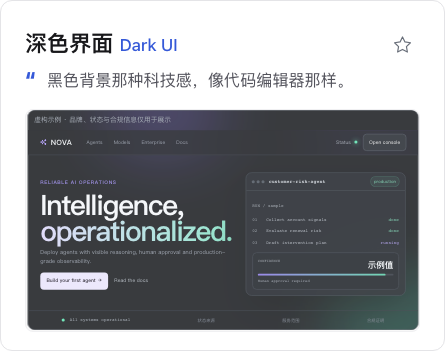 深色界面 Dark UI
“ 黑色背景那种科技感，像代码编辑器那样。
虚构示例 · 品牌、状态与合规信息仅用于展示
NOVA Agents Models Enterprise Docs Status Open console
RELIABLE AI OPERATIONS
Intelligence,
operationalized.
Deploy agents with visible reasoning, human approval and production-
grade observability.
Build your first agent → Read the docs
customer-risk-agent production
RUN / sample
01 Collect account signals done
02 Evaluate renewal risk done
03 Draft intervention plan running
示例值
Human approval required
All systems operational